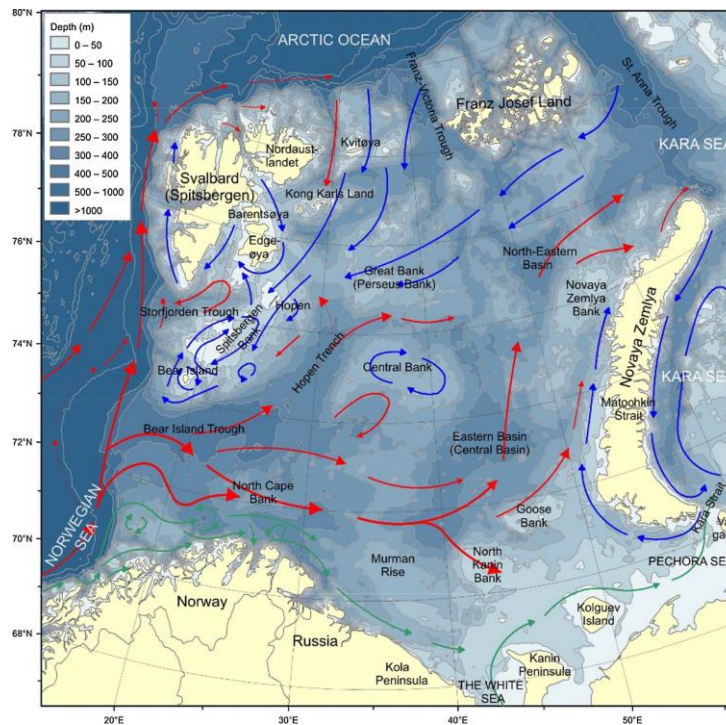 Depth (m)
0 – 50
50 – 100
100 – 150
150 – 200
200 – 250
250 – 300
300 – 400
400 – 500
500 – 1000
>1000
80°N
78°N
76°N
74°N
72°N
70°N
68°N
ARCTIC OCEAN
Franz-Victoria Trough
Franz Josef Land
St. Anna Trough
KARA SEA
Nordaust-
landet
Kvitøya
Svalbard
(Spitsbergen)
Kong Karls Land
Barentsøya
Edge-
øya
North-Eastern
Basin
Great Bank
(Perseus Bank)
Novaya
Zemlya
Bank
Storfjorden Trough
Hopen
Spitsbergen
Bank
Novaya Zemlya
Hopen Trench
Bear Island
Central Bank
KARA SEA
Matochkin
Strait
Bear Island Trough
Eastern Basin
(Central Basin)
North Cape
Bank
Goose
Bank
Kara Strait
NORWEGIAN
SEA
Murman
Rise
North
Kanin
Bank
PECHORA SEA
Norway
Kolguev
Island
Russia
Kola
Peninsula
Kanin
Peninsula
THE WHITE
SEA
20°E
30°E
40°E
50°E